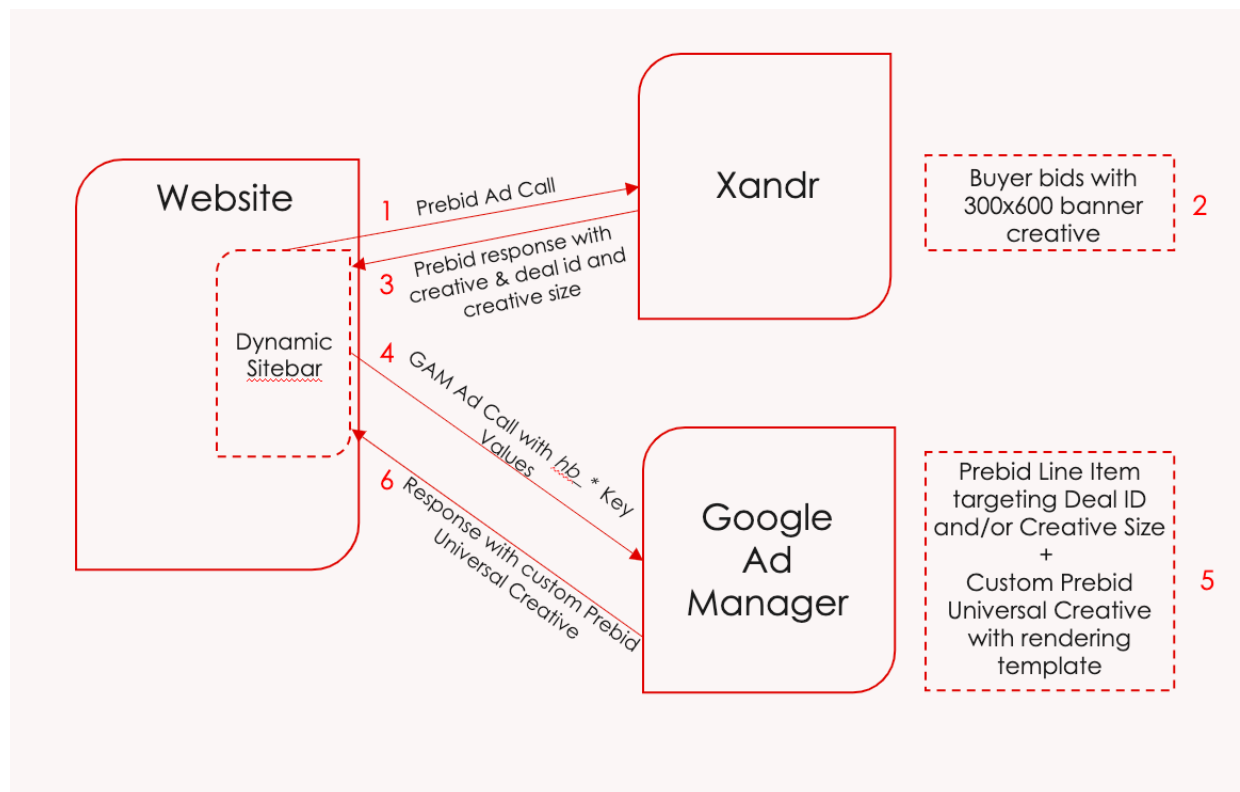 Website
Dynamic
Sitebar
1
Prebid Ad Call
Xandr
Buyer bids with
300x600 banner
creative
2
3
Prebid response with
creative & deal id and
creative size
4
GAM Ad Call with hb_ * Key
Values
Google
Ad
Manager
Prebid Line Item
targeting Deal ID
and/or Creative Size
+
Custom Prebid
Universal Creative
with rendering
template
5
6
Response with custom Prebid
Universal Creative